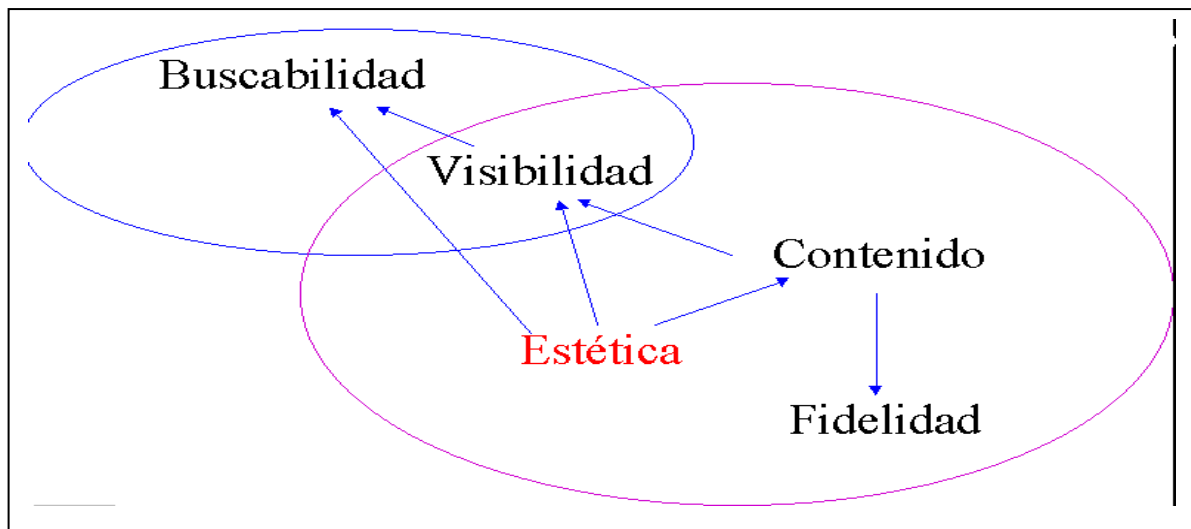 Buscabilidad
Visibilidad
Contenido
Estética
Fidelidad